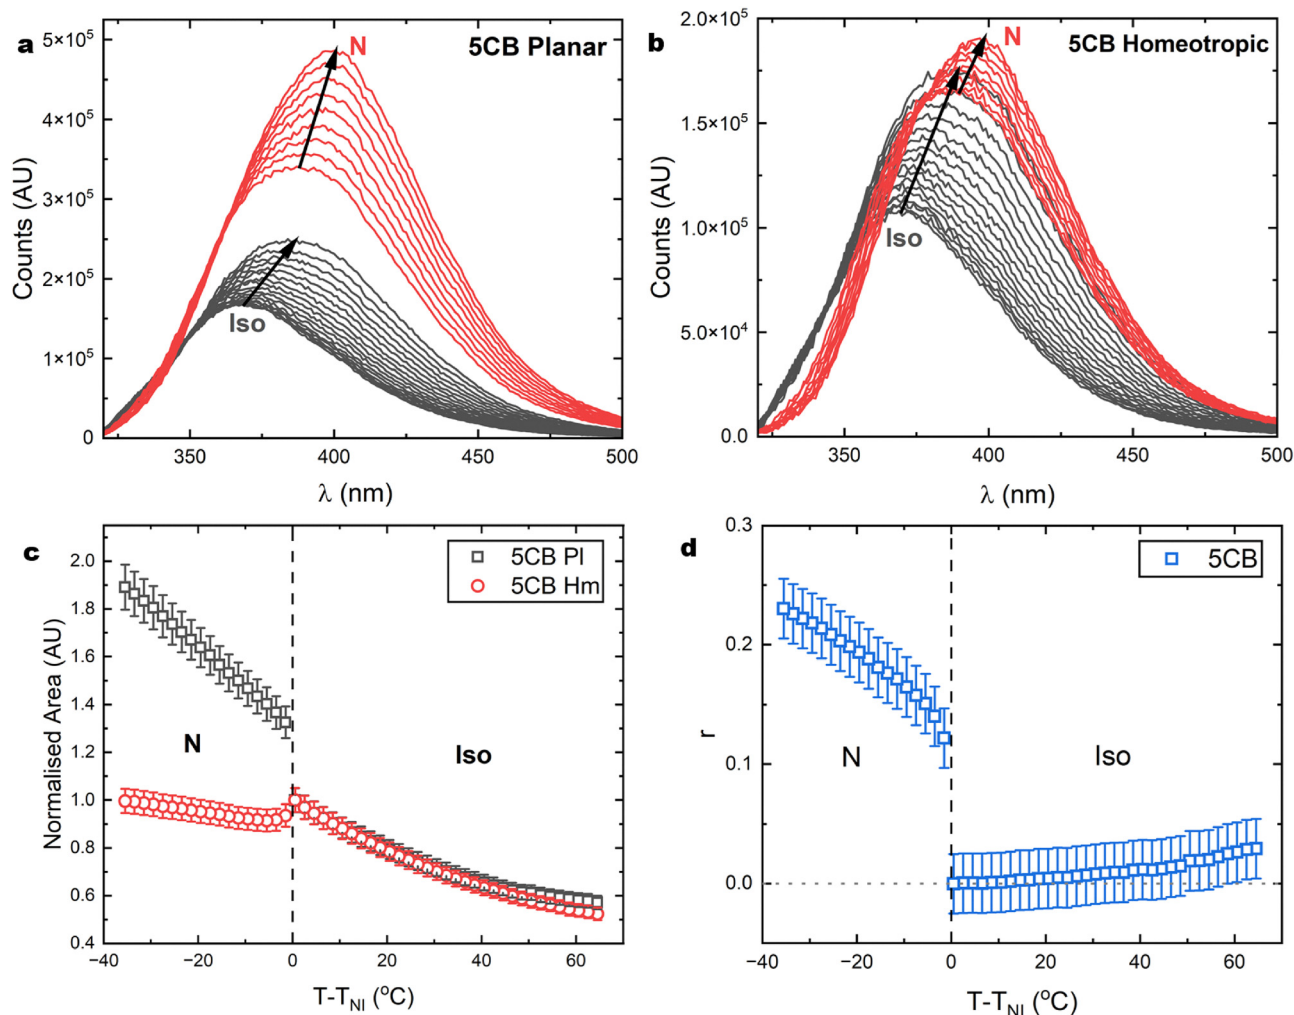 a
5CB Planar
N
Iso
5×10⁵
4×10⁵
3×10⁵
2×10⁵
1×10⁵
0
Counts (AU)
350 400 450 500
λ (nm)
b
5CB Homeotropic
N
Iso
2.0×10⁵
1.5×10⁵
1.0×10⁵
5.0×10⁴
0.0
Counts (AU)
350 400 450 500
λ (nm)
c
5CB Pl
5CB Hm
N
Iso
2.0
1.8
1.6
1.4
1.2
1.0
0.8
0.6
0.4
Normalised Area (AU)
−40 −20 0 20 40 60
T-T_NI (°C)
d
5CB
N
Iso
0.3
0.2
0.1
0.0
r
−40 −20 0 20 40 60
T-T_NI (°C)